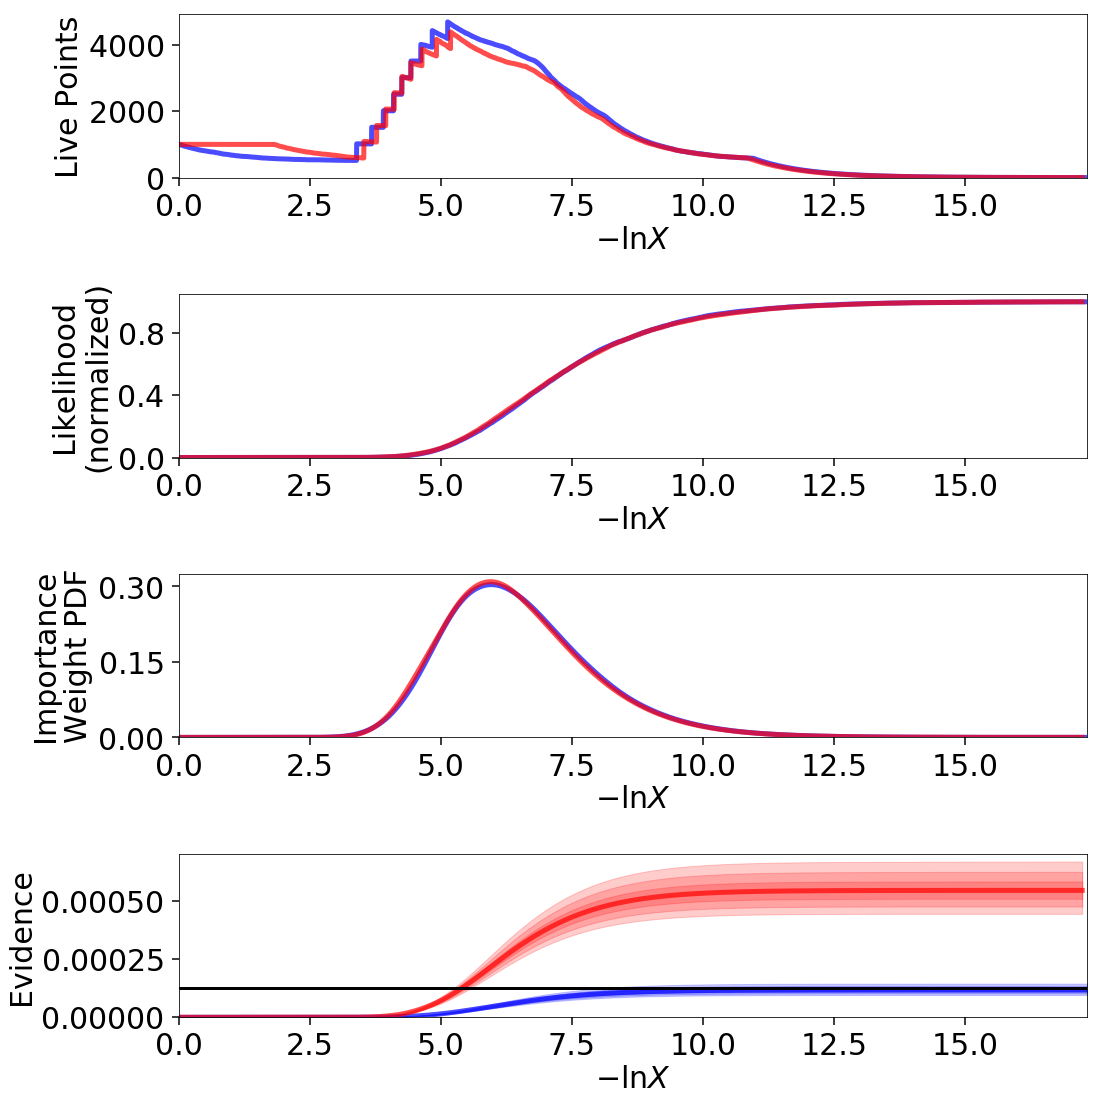 Live Points
4000
2000
0
0.0 2.5 5.0 7.5 10.0 12.5 15.0
−lnX
Likelihood
(normalized)
0.8
0.4
0.0
0.0 2.5 5.0 7.5 10.0 12.5 15.0
−lnX
Importance
Weight PDF
0.30
0.15
0.00
0.0 2.5 5.0 7.5 10.0 12.5 15.0
−lnX
Evidence
0.00050
0.00025
0.00000
0.0 2.5 5.0 7.5 10.0 12.5 15.0
−lnX